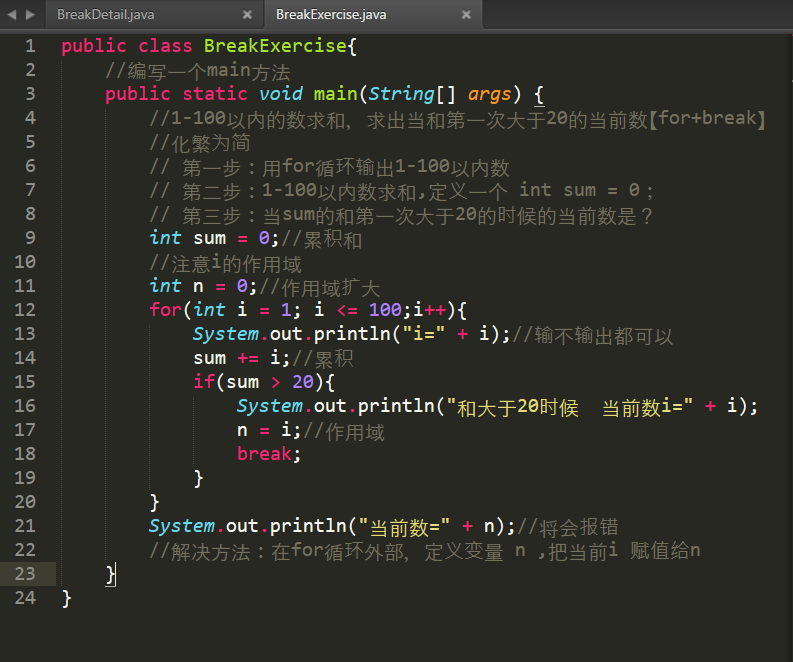 BreakDetail.java × BreakExercise.java ×
1 public class BreakExercise{
2 //编写一个main方法
3 public static void main(String[] args) {
4 //1-100以内的数求和，求出当和第一次大于20的当前数【for+break】
5 //化繁为简
6 // 第一步：用for循环输出1-100以内数
7 // 第二步：1-100以内数求和,定义一个 int sum = 0；
8 // 第三步：当sum的和第一次大于20的时候的当前数是？
9 int sum = 0;//累积和
10 //注意i的作用域
11 int n = 0;//作用域扩大
12 for(int i = 1; i <= 100;i++){
13 System.out.println("i=" + i);//输不输出都可以
14 sum += i;//累积
15 if(sum > 20){
16 System.out.println("和大于20时候  当前数i=" + i);
17 n = i;//作用域
18 break;
19 }
20 }
21 System.out.println("当前数=" + n);//将会报错
22 //解决方法：在for循环外部，定义变量 n ,把当前i 赋值给n
23 }
24 }